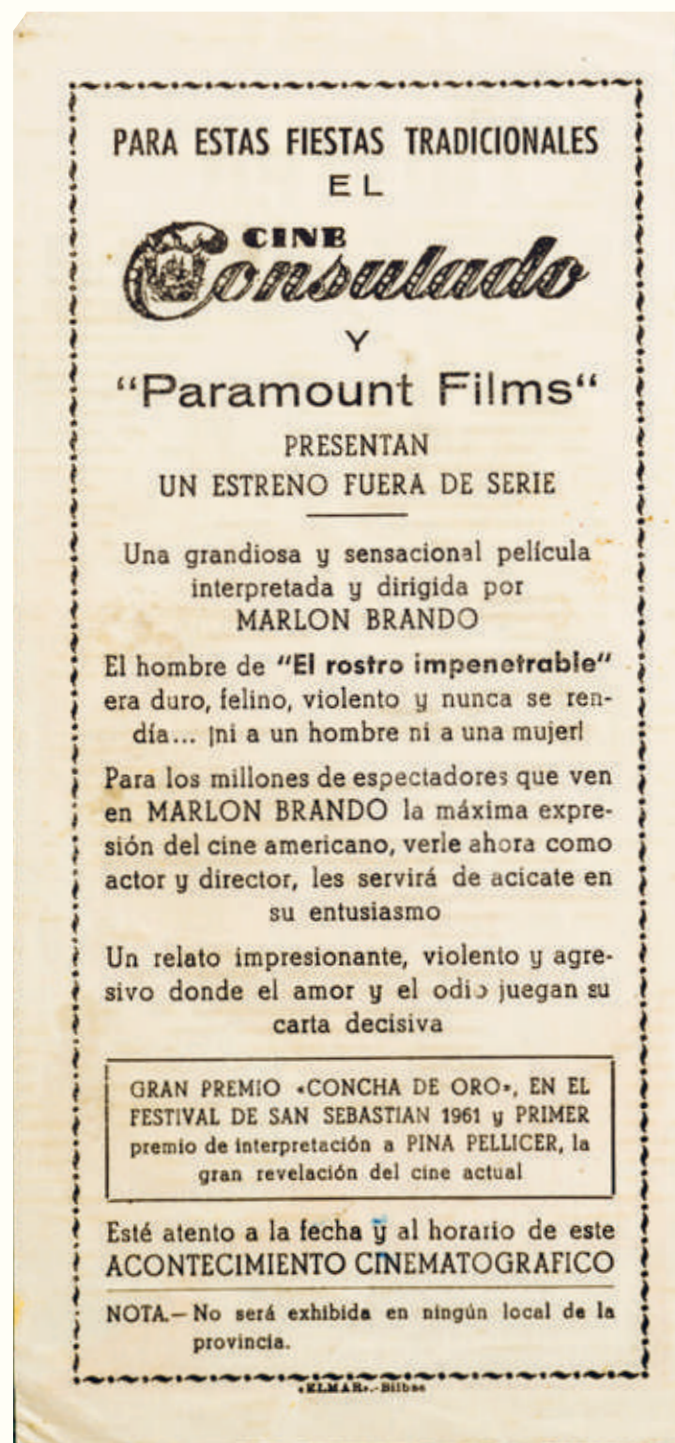 PARA ESTAS FIESTAS TRADICIONALES
EL
CINE
Consulado
Y
“Paramount Films“
PRESENTAN
UN ESTRENO FUERA DE SERIE
Una grandiosa y sensacional película
interpretada y dirigida por
MARLON BRANDO
El hombre de “El rostro impenetrable“
era duro, felino, violento y nunca se ren-
día... ¡ni a un hombre ni a una mujer!
Para los millones de espectadores que ven
en MARLON BRANDO la máxima expre-
sión del cine americano, verle ahora como
actor y director, les servirá de acicate en
su entusiasmo
Un relato impresionante, violento y agre-
sivo donde el amor y el odio juegan su
carta decisiva
GRAN PREMIO «CONCHA DE ORO», EN EL
FESTIVAL DE SAN SEBASTIAN 1961 y PRIMER
premio de interpretación a PINA PELLICER, la
gran revelación del cine actual
Esté atento a la fecha y al horario de este
ACONTECIMIENTO CINEMATOGRAFICO
NOTA.— No será exhibida en ningún local de la
provincia.
«ELMAR».-Bilbao